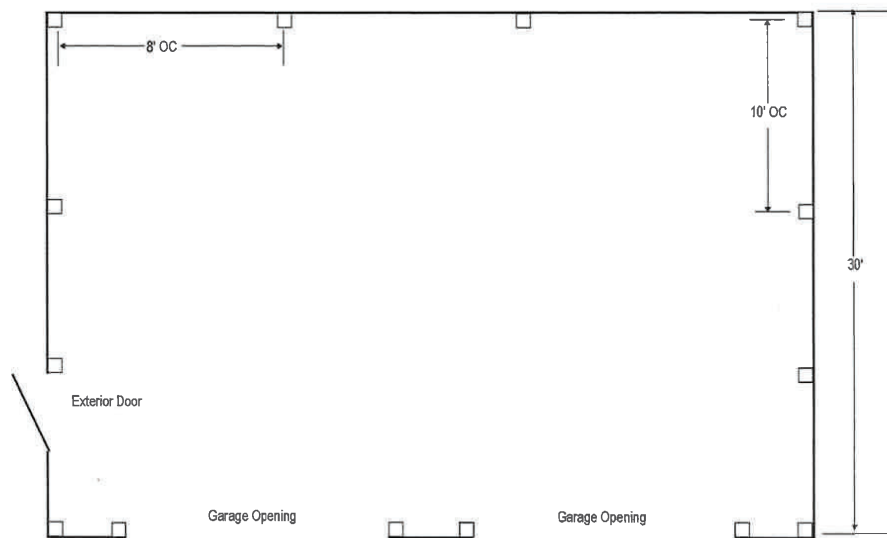 8' OC
10' OC
30'
Exterior Door
Garage Opening
Garage Opening